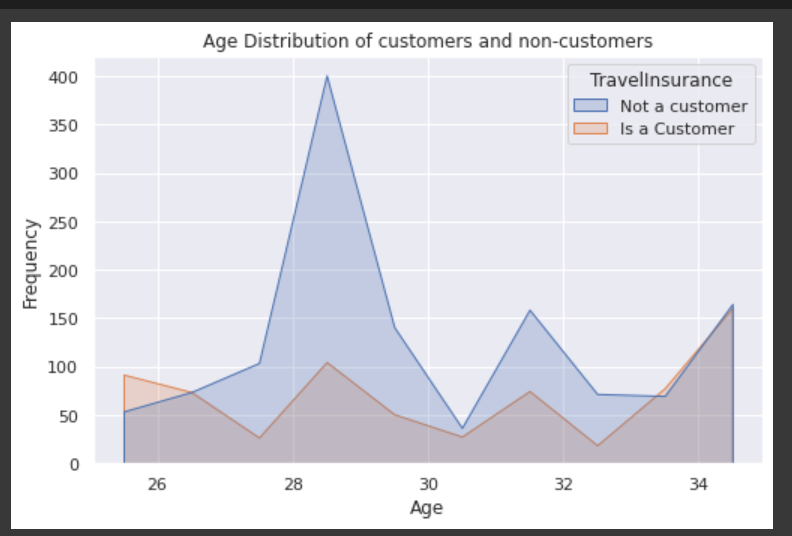 Age Distribution of customers and non-customers
TravelInsurance
Not a customer
Is a Customer
Frequency
400
350
300
250
200
150
100
50
0
26 28 30 32 34
Age